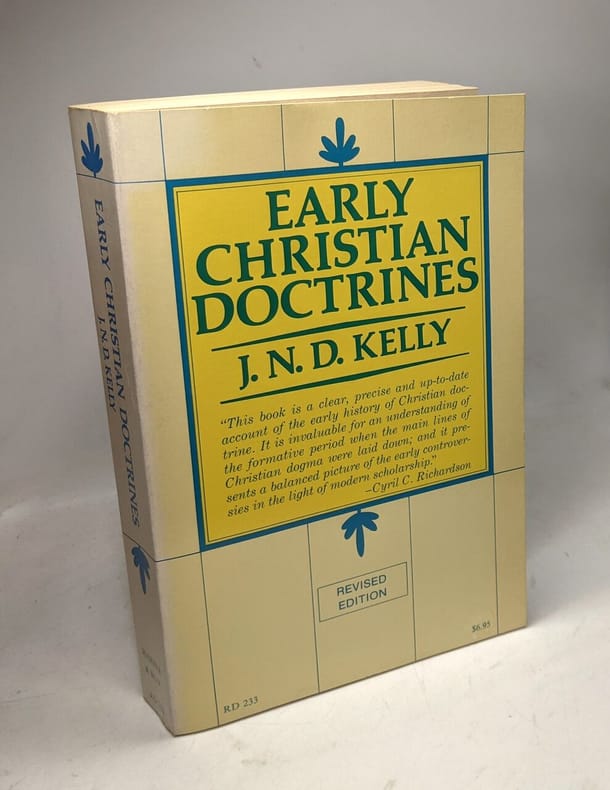 EARLY CHRISTIAN DOCTRINES
J. N. D. KELLY
EARLY
CHRISTIAN
DOCTRINES
J. N. D. KELLY
“This book is a clear, precise and up-to-date
account of the early history of Christian doc-
trine. It is invaluable for an understanding of
the formative period when the main lines of
Christian dogma were laid down; and it pre-
sents a balanced picture of the early controver-
sies in the light of modern scholarship.”
–Cyril C. Richardson
REVISED
EDITION
$6.95
RD 233